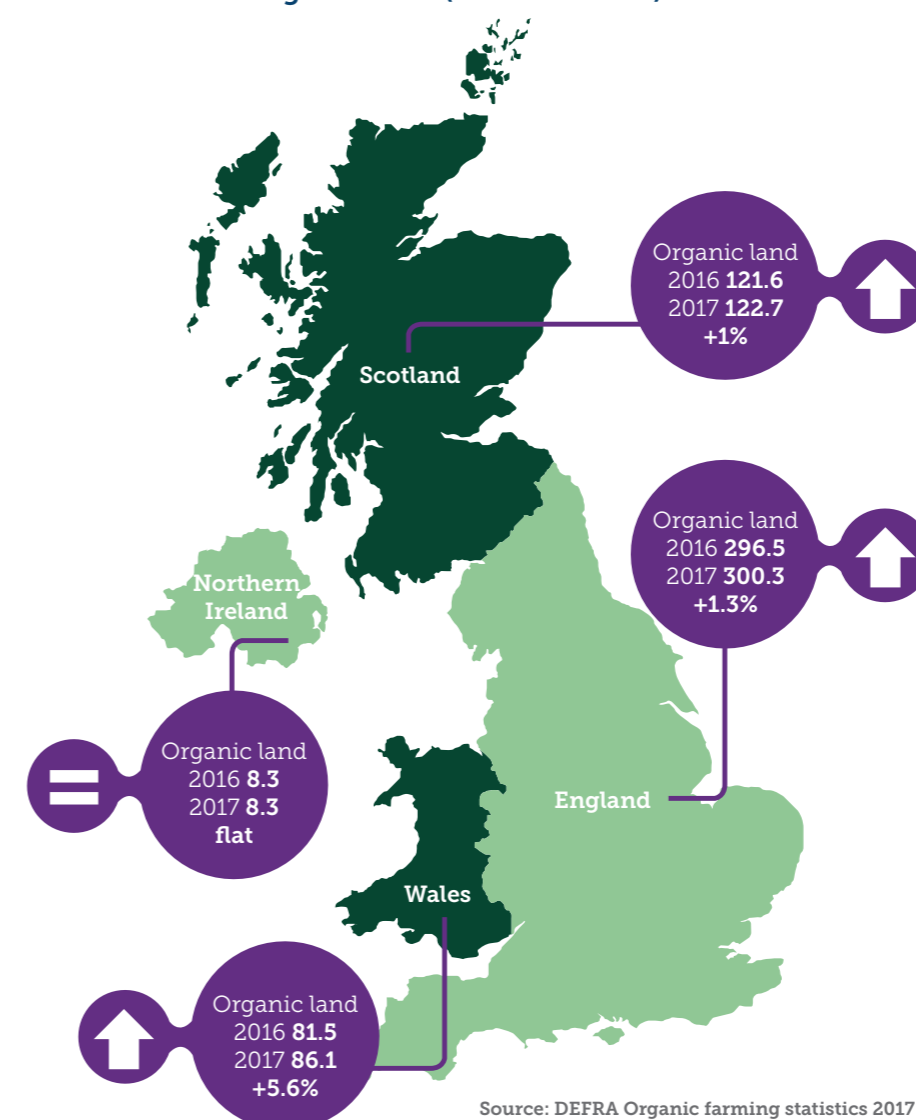 Organic land
2016 121.6
2017 122.7
+1%
Scotland
Organic land
2016 296.5
2017 300.3
+1.3%
Northern
Ireland
Organic land
2016 8.3
2017 8.3
flat
England
Wales
Organic land
2016 81.5
2017 86.1
+5.6%
Source: DEFRA Organic farming statistics 2017